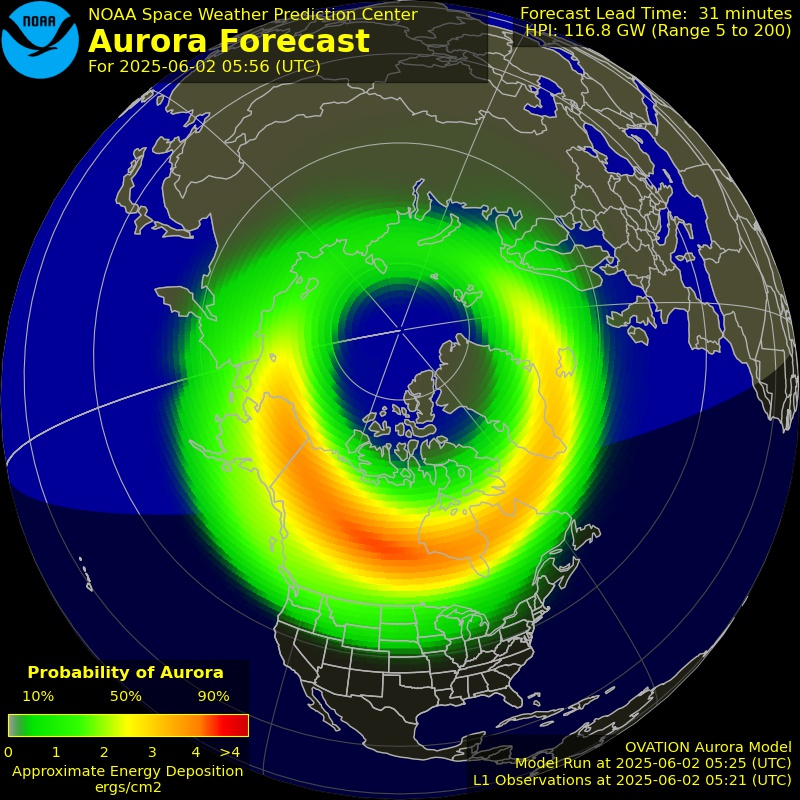 NOAA
NOAA Space Weather Prediction Center
Aurora Forecast
For 2025-06-02 05:56 (UTC)
Forecast Lead Time: 31 minutes
HPI: 116.8 GW (Range 5 to 200)
Probability of Aurora
10% 50% 90%
0 1 2 3 4 >4
Approximate Energy Deposition
ergs/cm2
OVATION Aurora Model
Model Run at 2025-06-02 05:25 (UTC)
L1 Observations at 2025-06-02 05:21 (UTC)